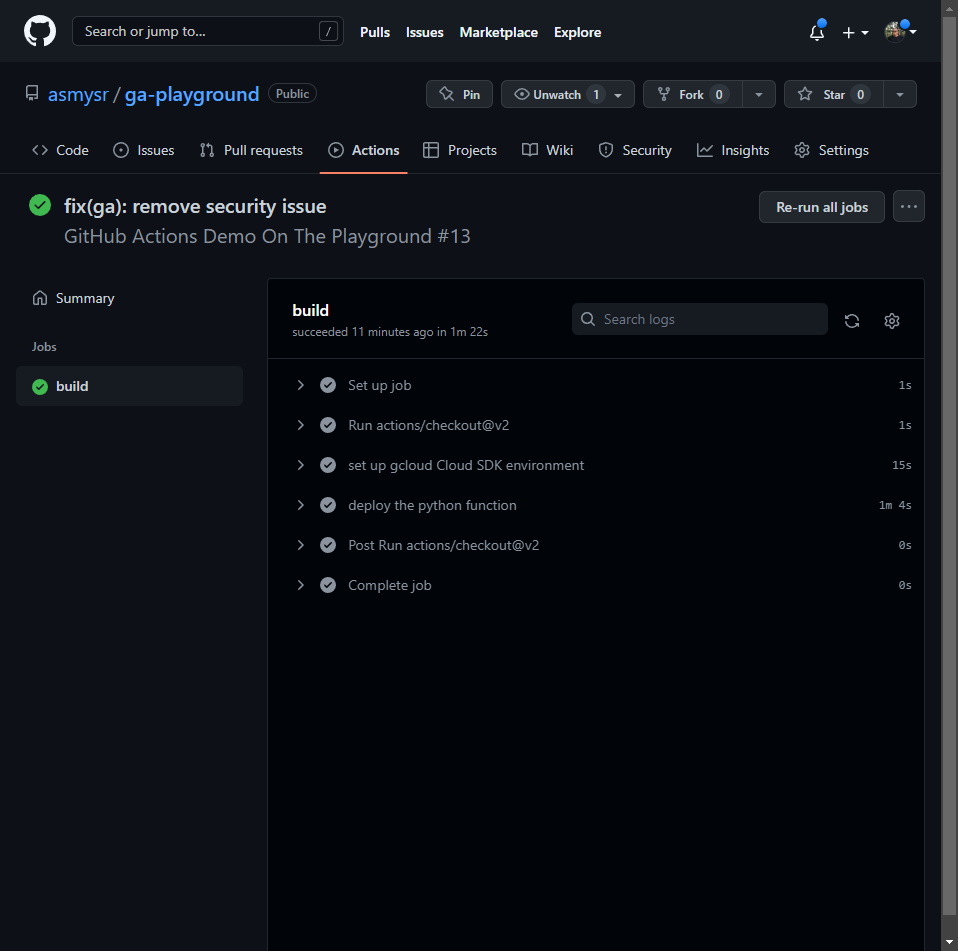 Search or jump to... /
Pulls Issues Marketplace Explore
asmysr / ga-playground Public
Pin Unwatch 1 Fork 0 Star 0
Code Issues Pull requests Actions Projects Wiki Security Insights Settings
fix(ga): remove security issue
GitHub Actions Demo On The Playground #13
Re-run all jobs
Summary
Jobs
build
build
succeeded 11 minutes ago in 1m 22s
Search logs
Set up job 1s
Run actions/checkout@v2 1s
set up gcloud Cloud SDK environment 15s
deploy the python function 1m 4s
Post Run actions/checkout@v2 0s
Complete job 0s